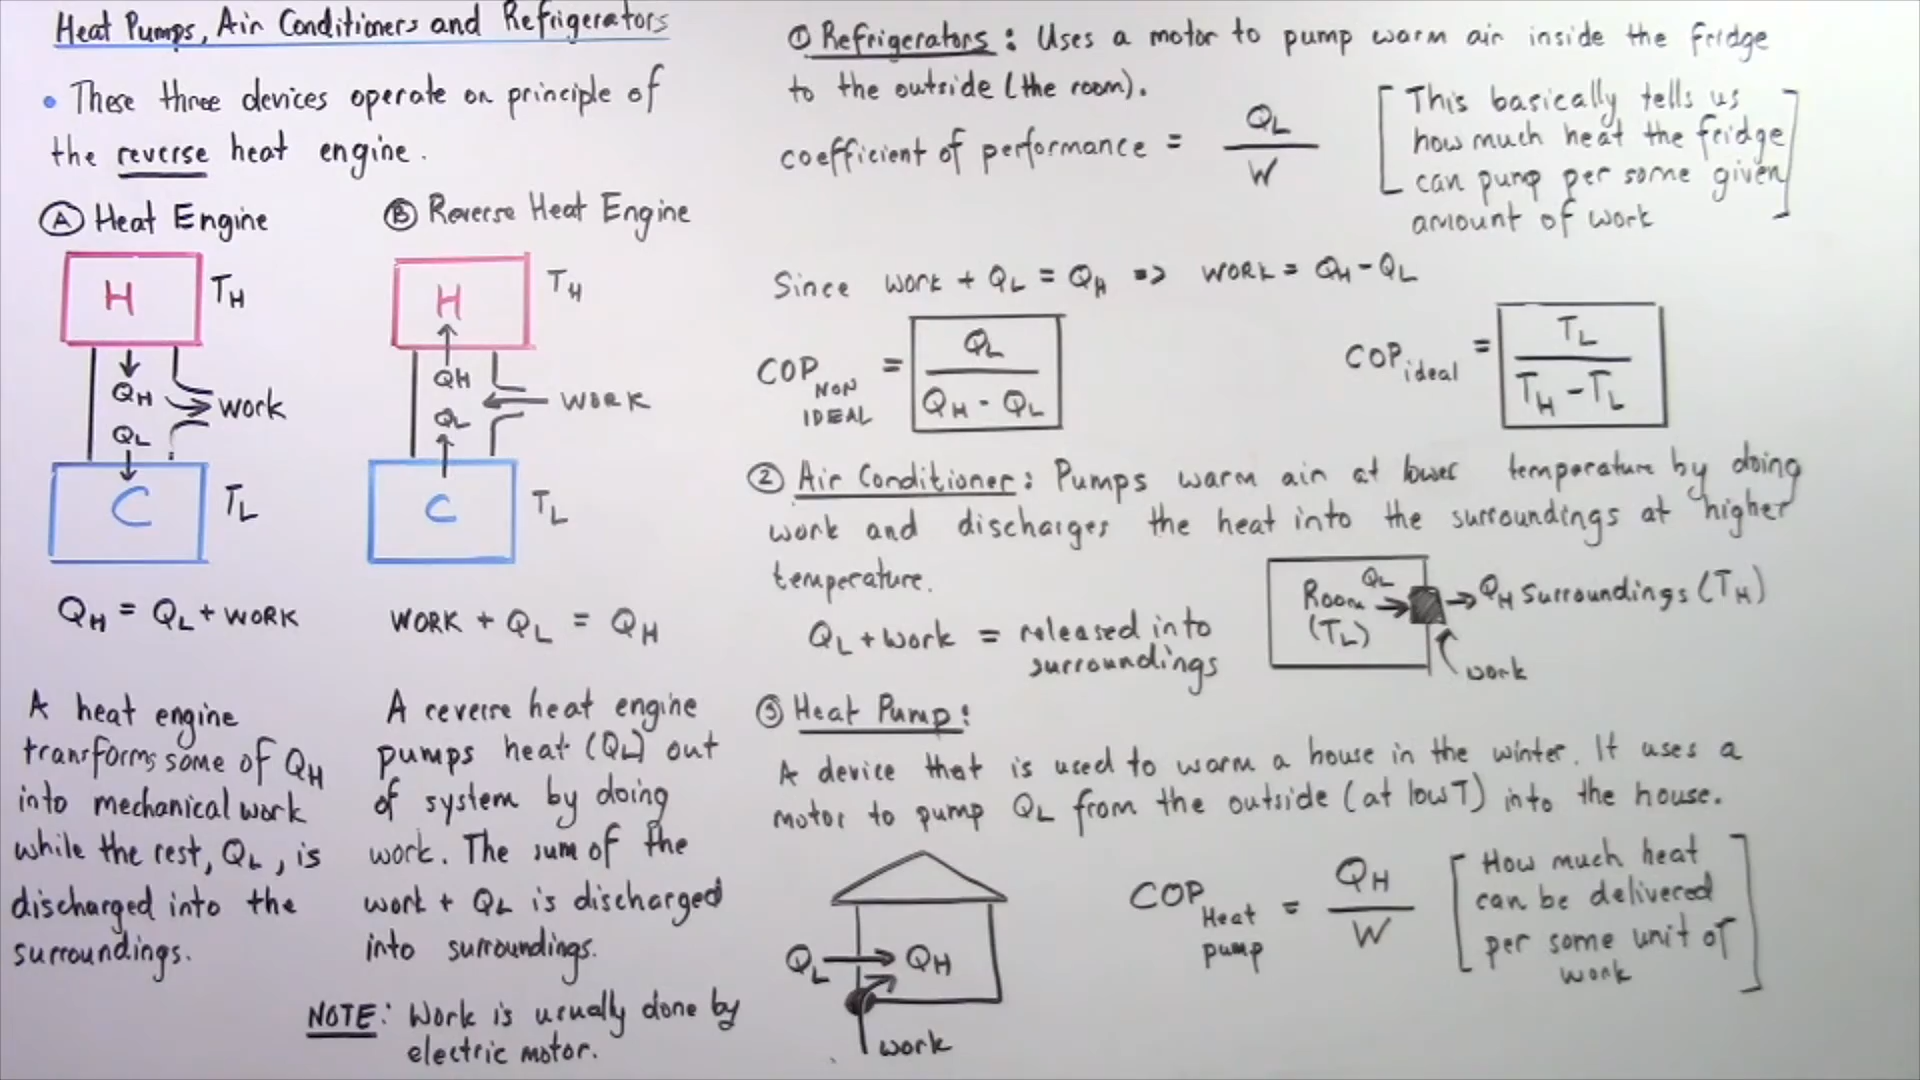 Heat Pumps, Air Conditioners and Refrigerators
• These three devices operate on principle of
the reverse heat engine.
Ⓐ Heat Engine
H
TH
QH
work
QL
C
TL
QH = QL + WORK
A heat engine
transforms some of QH
into mechanical work
while the rest, QL, is
discharged into the
surroundings.
Ⓑ Reverse Heat Engine
H
TH
QH
WORK
QL
C
TL
WORK + QL = QH
A reverse heat engine
pumps heat (QL) out
of system by doing
work. The sum of the
work + QL is discharged
into surroundings.
NOTE: Work is usually done by
electric motor.
① Refrigerators: Uses a motor to pump warm air inside the fridge
to the outside (the room).
coefficient of performance = QL / W
[This basically tells us
how much heat the fridge
can pump per some given
amount of work]
Since work + QL = QH => WORK = QH - QL
COP NON IDEAL = QL / QH - QL
COP ideal = TL / TH - TL
② Air Conditioner: Pumps warm air at lower temperature by doing
work and discharges the heat into the surroundings at higher
temperature.
QL + work = released into
surroundings
Room QL
(TL)
QH Surroundings (TH)
work
③ Heat Pump:
A device that is used to warm a house in the winter. It uses a
motor to pump QL from the outside (at low T) into the house.
QL
QH
work
COP Heat pump = QH / W
[How much heat
can be delivered
per some unit of
work]